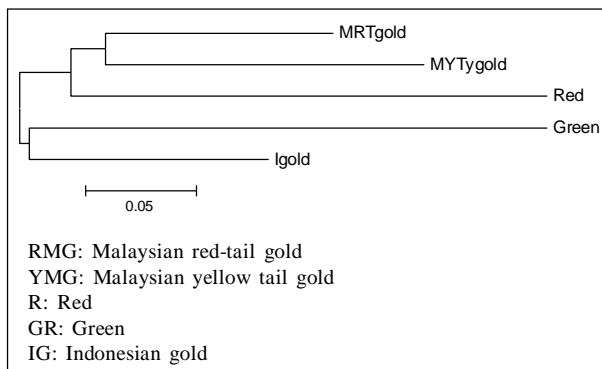 MRTgold
MYTygold
Red
Green
Igold
0.05
RMG: Malaysian red-tail gold
YMG: Malaysian yellow tail gold
R: Red
GR: Green
IG: Indonesian gold